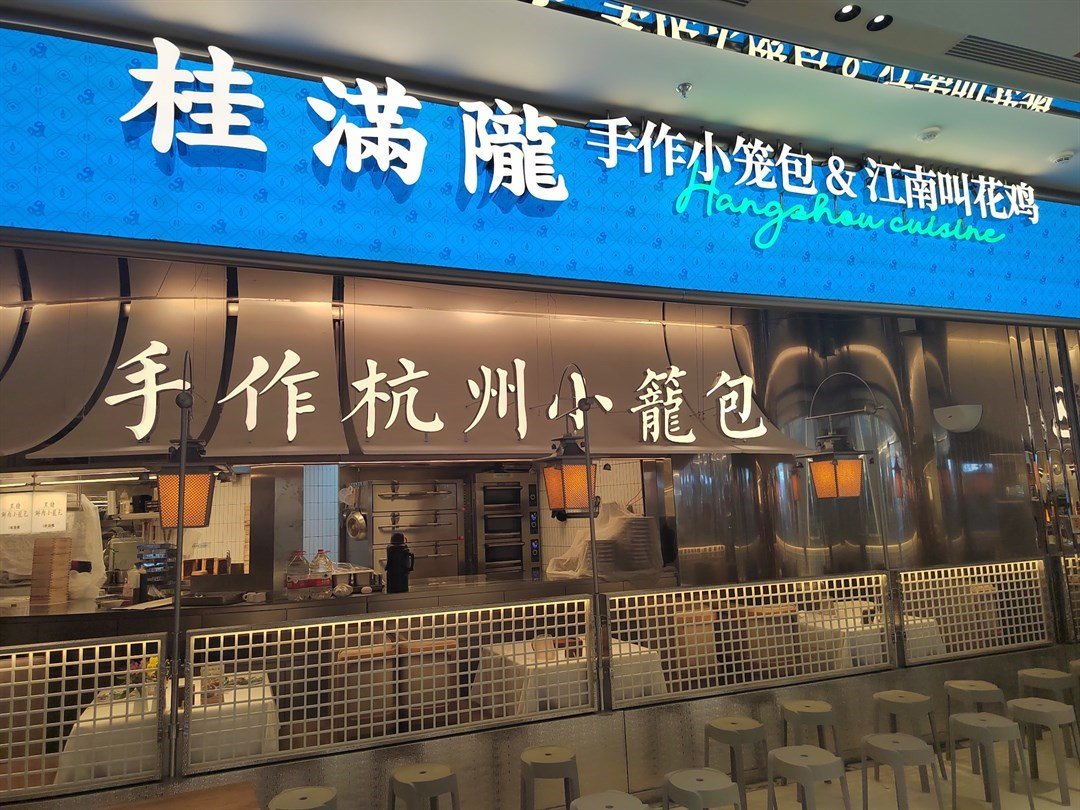 桂滿隴
手作小笼包&江南叫花鸡
Hangzhou cuisine
手作杭州小籠包